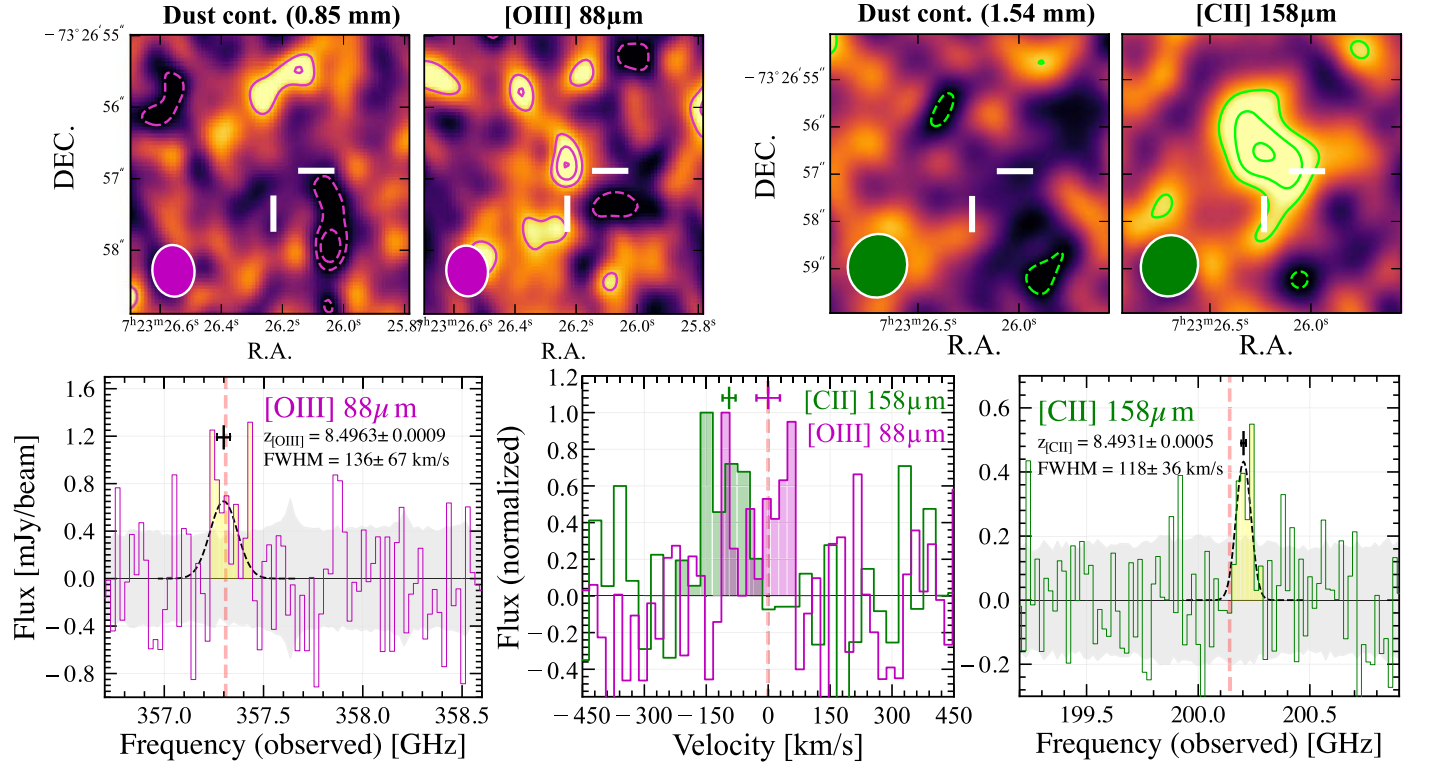 Dust cont. (0.85 mm)
[OIII] 88μm
Dust cont. (1.54 mm)
[CII] 158μm
DEC.
56″
57″
58″
7ʰ23ᵐ26.6ˢ
26.4ˢ
26.2ˢ
26.0ˢ
R.A.
−73°26′55″
26.4ˢ
26.2ˢ
26.0ˢ
25.8ˢ
R.A.
DEC.
−73°26′55″
56″
57″
58″
59″
7ʰ23ᵐ26.5ˢ
26.0ˢ
R.A.
7ʰ23ᵐ26.5ˢ
26.0ˢ
R.A.
Flux [mJy/beam]
1.6
1.2
0.8
0.4
0.0
−0.4
−0.8
[OIII] 88μm
z[OIII] = 8.4963± 0.0009
FWHM = 136± 67 km/s
357.0
357.5
358.0
358.5
Frequency (observed) [GHz]
Flux (normalized)
1.2
1.0
0.8
0.6
0.4
0.2
0.0
−0.2
−0.4
[CII] 158μm
[OIII] 88μm
−450
−300
−150
0
150
300
450
Velocity [km/s]
0.6
0.4
0.2
0.0
−0.2
[CII] 158μm
z[CII] = 8.4931± 0.0005
FWHM = 118± 36 km/s
199.5
200.0
200.5
Frequency (observed) [GHz]